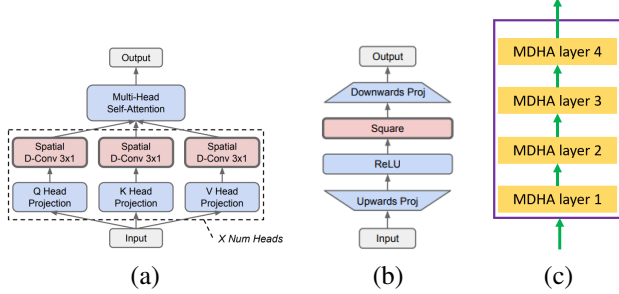 Output
Multi-Head
Self-Attention
Spatial
D-Conv 3x1
Spatial
D-Conv 3x1
Spatial
D-Conv 3x1
Q Head
Projection
K Head
Projection
V Head
Projection
Input
X Num Heads
(a)
Output
Downwards Proj
Square
ReLU
Upwards Proj
Input
(b)
MDHA layer 4
MDHA layer 3
MDHA layer 2
MDHA layer 1
(c)